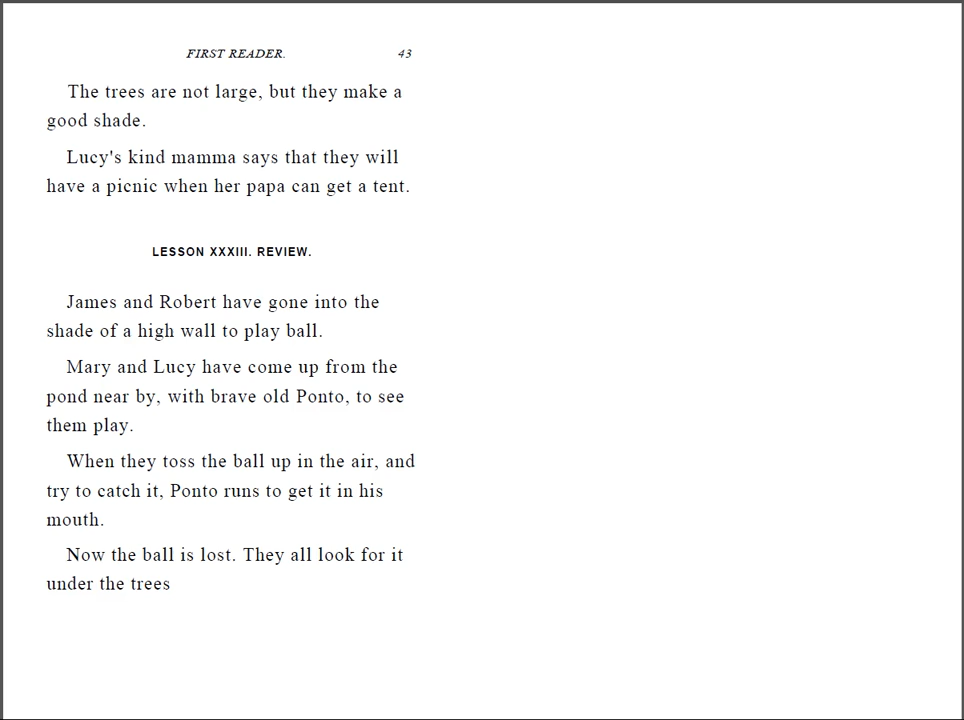 FIRST READER. 43
The trees are not large, but they make a
good shade.
Lucy's kind mamma says that they will
have a picnic when her papa can get a tent.
LESSON XXXIII. REVIEW.
James and Robert have gone into the
shade of a high wall to play ball.
Mary and Lucy have come up from the
pond near by, with brave old Ponto, to see
them play.
When they toss the ball up in the air, and
try to catch it, Ponto runs to get it in his
mouth.
Now the ball is lost. They all look for it
under the trees